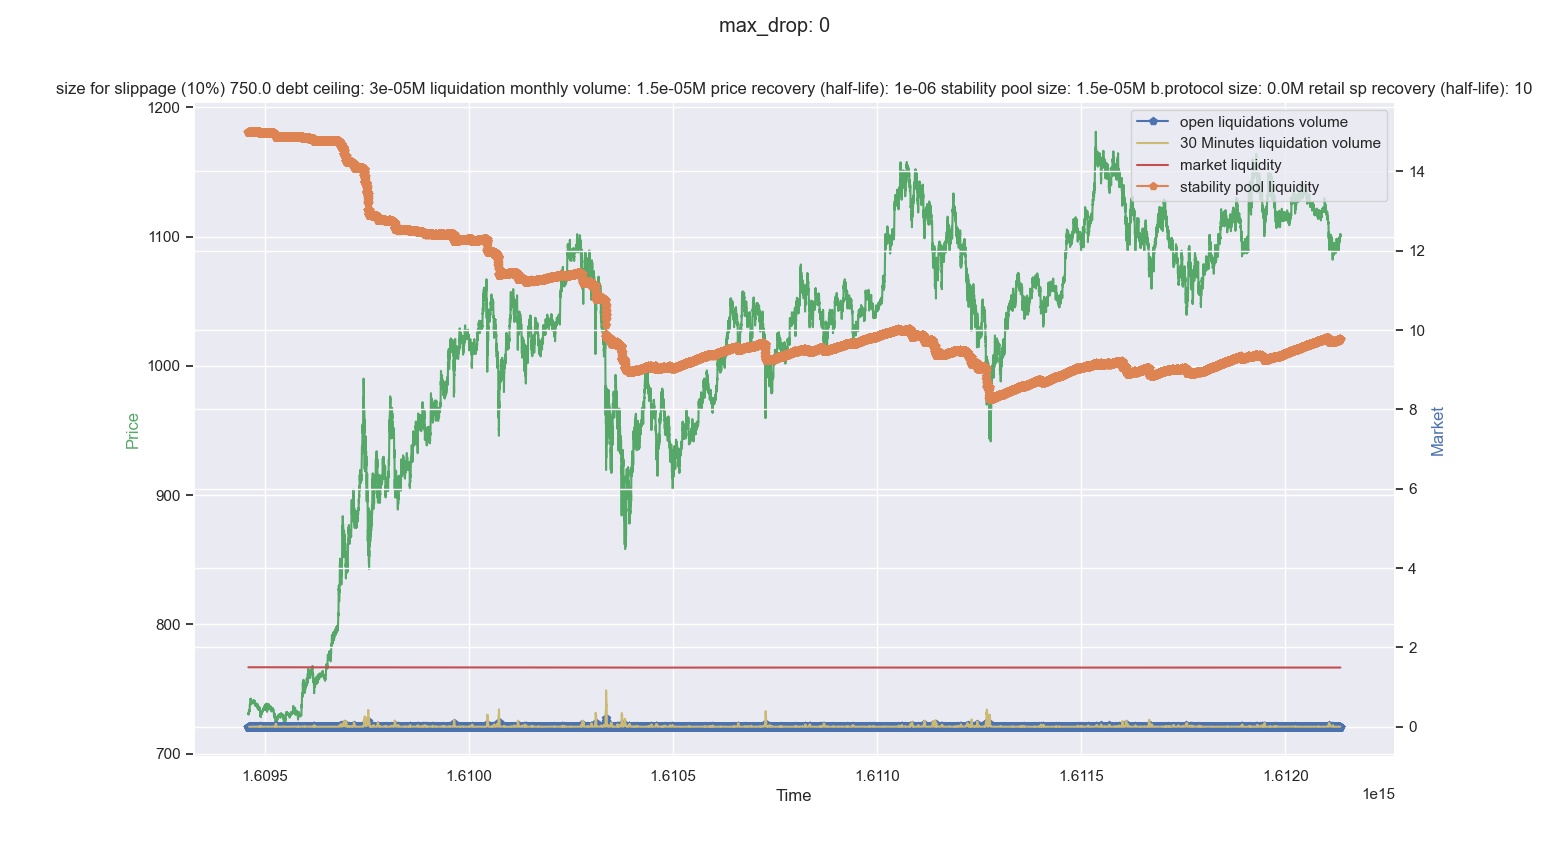 max_drop: 0
size for slippage (10%) 750.0 debt ceiling: 3e-05M liquidation monthly volume: 1.5e-05M price recovery (half-life): 1e-06 stability pool size: 1.5e-05M b.protocol size: 0.0M retail sp recovery (half-life): 10
open liquidations volume
30 Minutes liquidation volume
market liquidity
stability pool liquidity
1200
1100
1000
900
800
700
Price
14
12
10
8
6
4
2
0
Market
1.6095 1.6100 1.6105 1.6110 1.6115 1.6120
1e15
Time